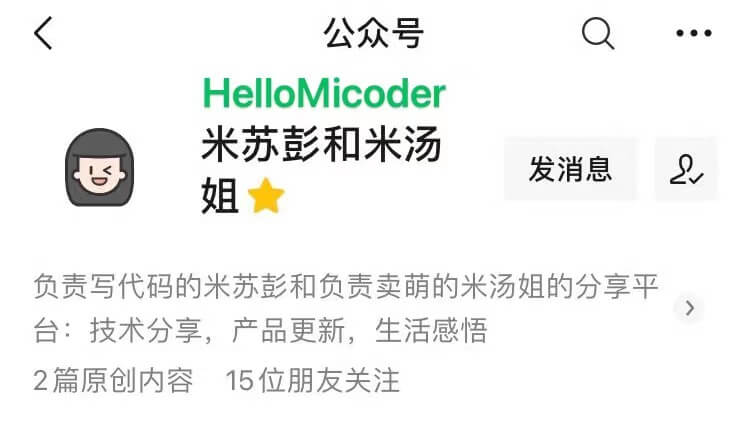 公众号
HelloMicoder
米苏彭和米汤
姐
发消息
负责写代码的米苏彭和负责卖萌的米汤姐的分享平
台：技术分享，产品更新，生活感悟
2篇原创内容 15位朋友关注